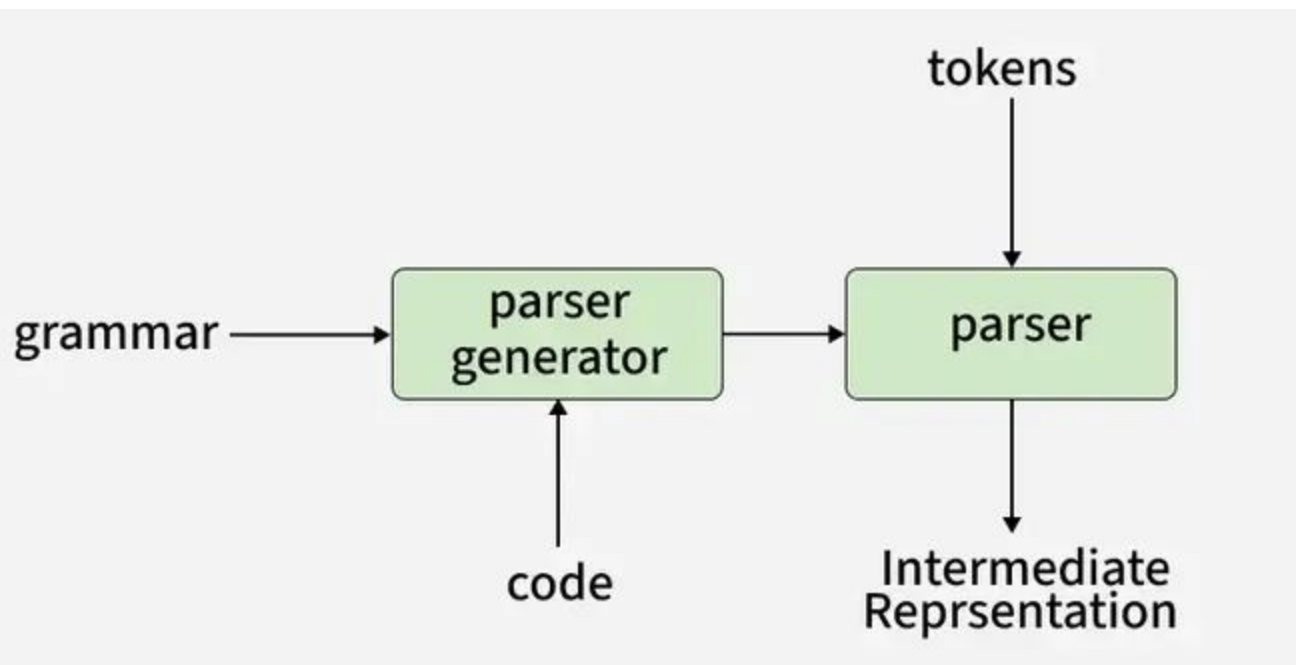 tokens
grammar
parser
generator
parser
code
Intermediate
Reprsentation